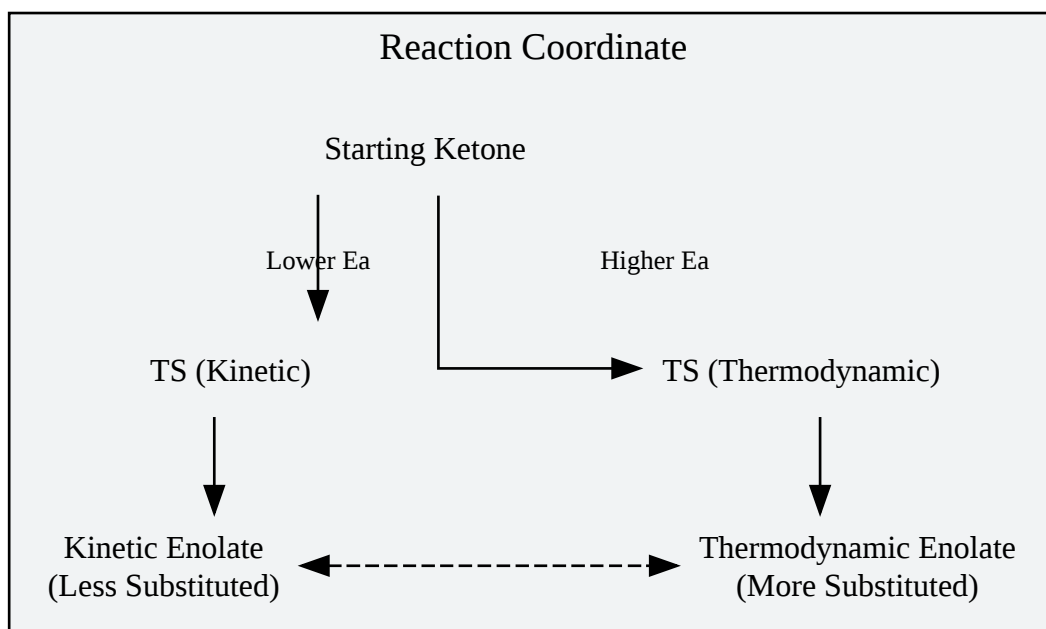 Reaction Coordinate
Starting Ketone
Lower Ea
Higher Ea
TS (Kinetic)
TS (Thermodynamic)
Kinetic Enolate
(Less Substituted)
Thermodynamic Enolate
(More Substituted)